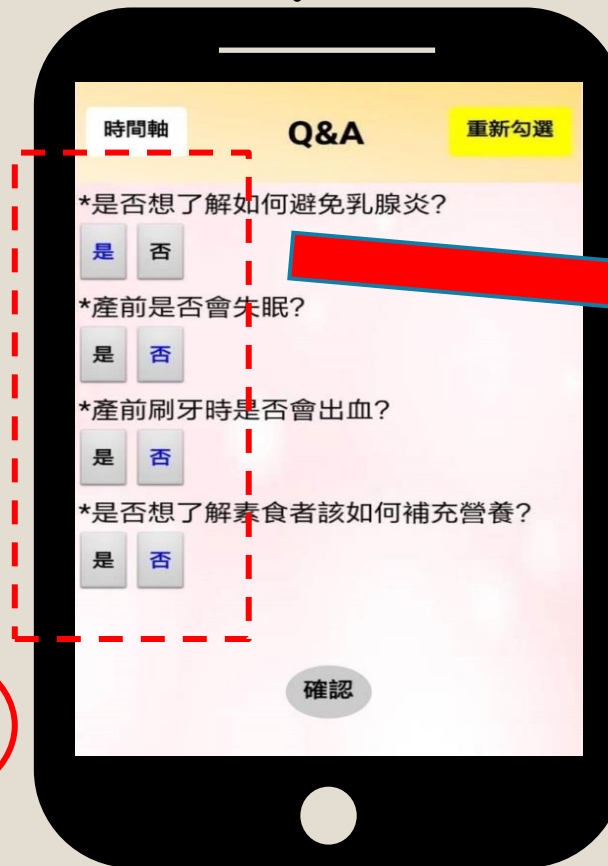 時間軸 Q&A 重新勾選
*是否想了解如何避免乳腺炎?
是 否
*產前是否會失眠?
是 否
*產前刷牙時是否會出血?
是 否
*是否想了解素食者該如何補充營養?
是 否
確認